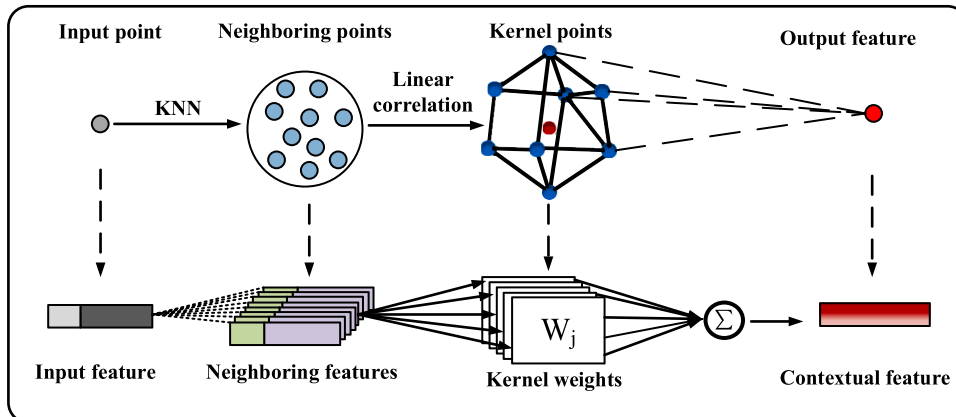 Input point
Neighboring points
Kernel points
Output feature
KNN
Linear
correlation
W_j
Σ
Input feature
Neighboring features
Kernel weights
Contextual feature